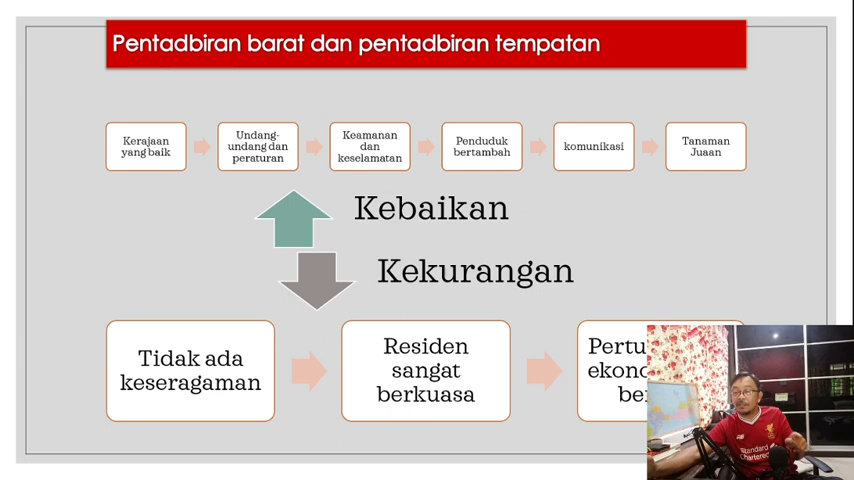 Pentadbiran barat dan pentadbiran tempatan
Kerajaan
yang baik
Undang-
undang dan
peraturan
Keamanan
dan
keselamatan
Penduduk
bertambah
komunikasi
Tanaman
Juaan
Kebaikan
Kekurangan
Tidak ada
keseragaman
Residen
sangat
berkuasa
Standard
Chartered